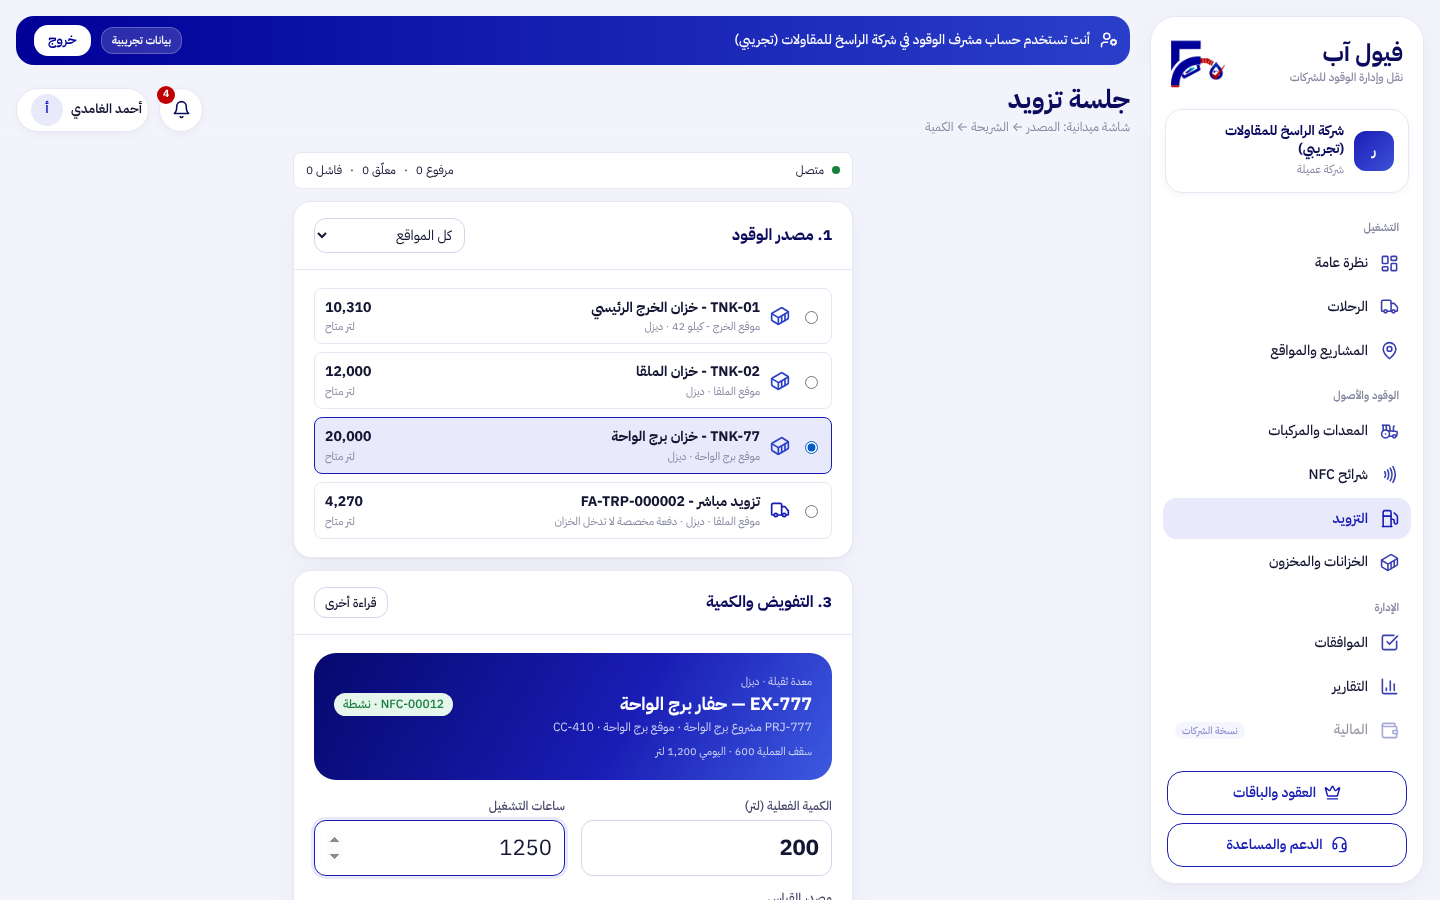 فيول آب
نقل وإدارة الوقود للشركات
شركة الراسخ للمقاولات
(تجريبي)
شركة عميلة
ر
التشغيل
نظرة عامة
الرحلات
المشاريع والمواقع
الوقود والأصول
المعدات والمركبات
شرائح NFC
التزويد
الخزانات والمخزون
الإدارة
الموافقات
التقارير
المالية
نسخة الشركات
العقود والباقات
الدعم والمساعدة
أنت تستخدم حساب مشرف الوقود في شركة الراسخ للمقاولات (تجريبي)
بيانات تجريبية
خروج
جلسة تزويد
شاشة ميدانية: المصدر ← الشريحة ← الكمية
4
أحمد الغامدي
أ
متصل
مرفوع 0 · معلّق 0 · فاشل 0
1. مصدر الوقود
كل المواقع
TNK-01 - خزان الخرج الرئيسي
موقع الخرج - كيلو 42 · ديزل
10,310
لتر متاح
TNK-02 - خزان الملقا
موقع الملقا · ديزل
12,000
لتر متاح
TNK-77 - خزان برج الواحة
موقع برج الواحة · ديزل
20,000
لتر متاح
تزويد مباشر - FA-TRP-000002
موقع الملقا · ديزل · دفعة مخصصة لا تدخل الخزان
4,270
لتر متاح
3. التفويض والكمية
قراءة أخرى
معدة ثقيلة · ديزل
EX-777 — حفار برج الواحة
PRJ-777 مشروع برج الواحة · موقع برج الواحة · CC-410
سقف العملية 600 · اليومي 1,200 لتر
NFC-00012 · نشطة
الكمية الفعلية (لتر)
200
ساعات التشغيل
1250
مصدر القياس